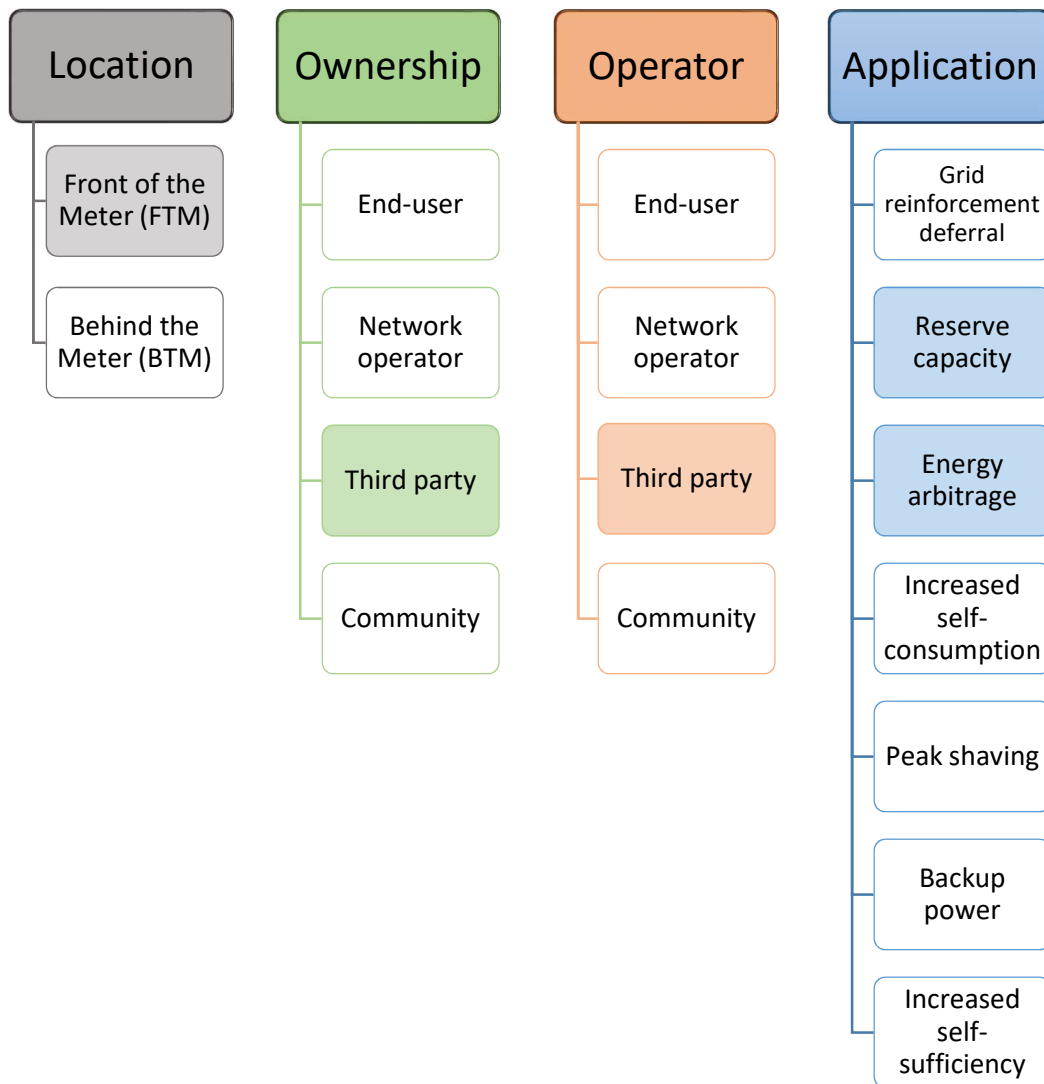 Location
Front of the
Meter (FTM)
Behind the
Meter (BTM)
Ownership
End-user
Network
operator
Third party
Community
Operator
End-user
Network
operator
Third party
Community
Application
Grid
reinforcement
deferral
Reserve
capacity
Energy
arbitrage
Increased
self-
consumption
Peak shaving
Backup
power
Increased
self-
sufficiency